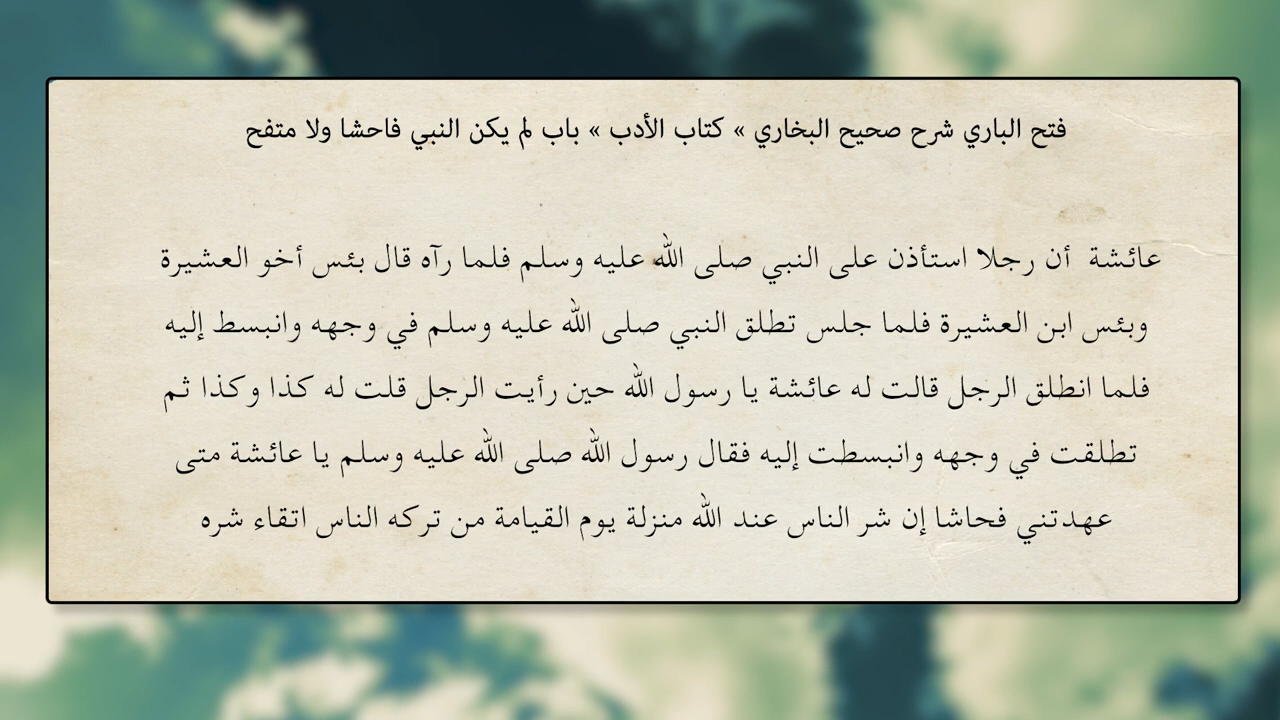 فتح الباري شرح صحيح البخاري » كتاب الأدب » باب لم يكن النبي فاحشا ولا متفح
عائشة أن رجلا استأذن على النبي صلى الله عليه وسلم فلما رآه قال بئس أخو العشيرة
وبئس ابن العشيرة فلما جلس تطلق النبي صلى الله عليه وسلم في وجهه وانبسط إليه
فلما انطلق الرجل قالت له عائشة يا رسول الله حين رأيت الرجل قلت له كذا وكذا ثم
تطلقت في وجهه وانبسطت إليه فقال رسول الله صلى الله عليه وسلم يا عائشة متى
عهدتني فحاشا إن شر الناس عند الله منزلة يوم القيامة من تركه الناس اتقاء شره